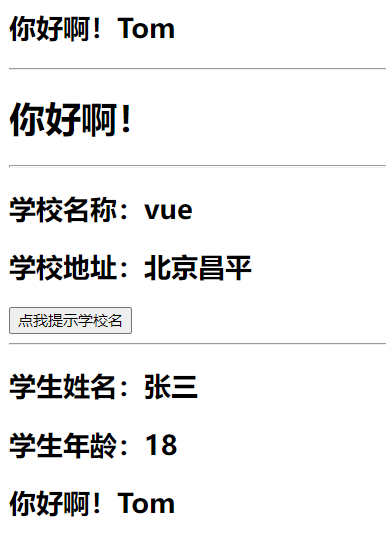 你好啊！Tom
你好啊！
学校名称：vue
学校地址：北京昌平
点我提示学校名
学生姓名：张三
学生年龄：18
你好啊！Tom